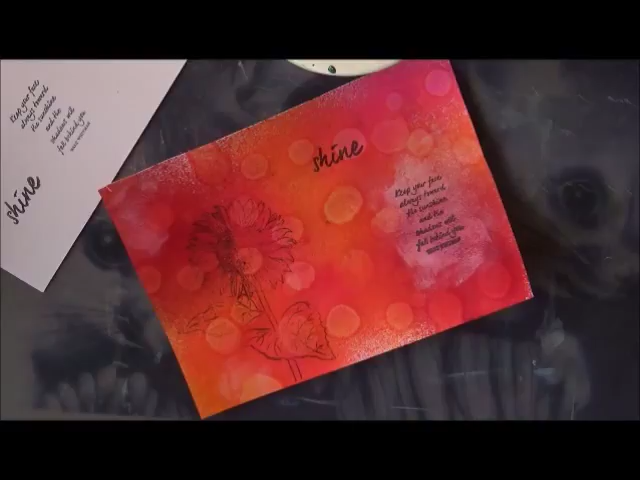 Keep your face
always toward
the sunshine
and the
shadows will
fall behind you
shine
shine
Keep your face
always toward
the sunshine
and the
shadows will
fall behind you